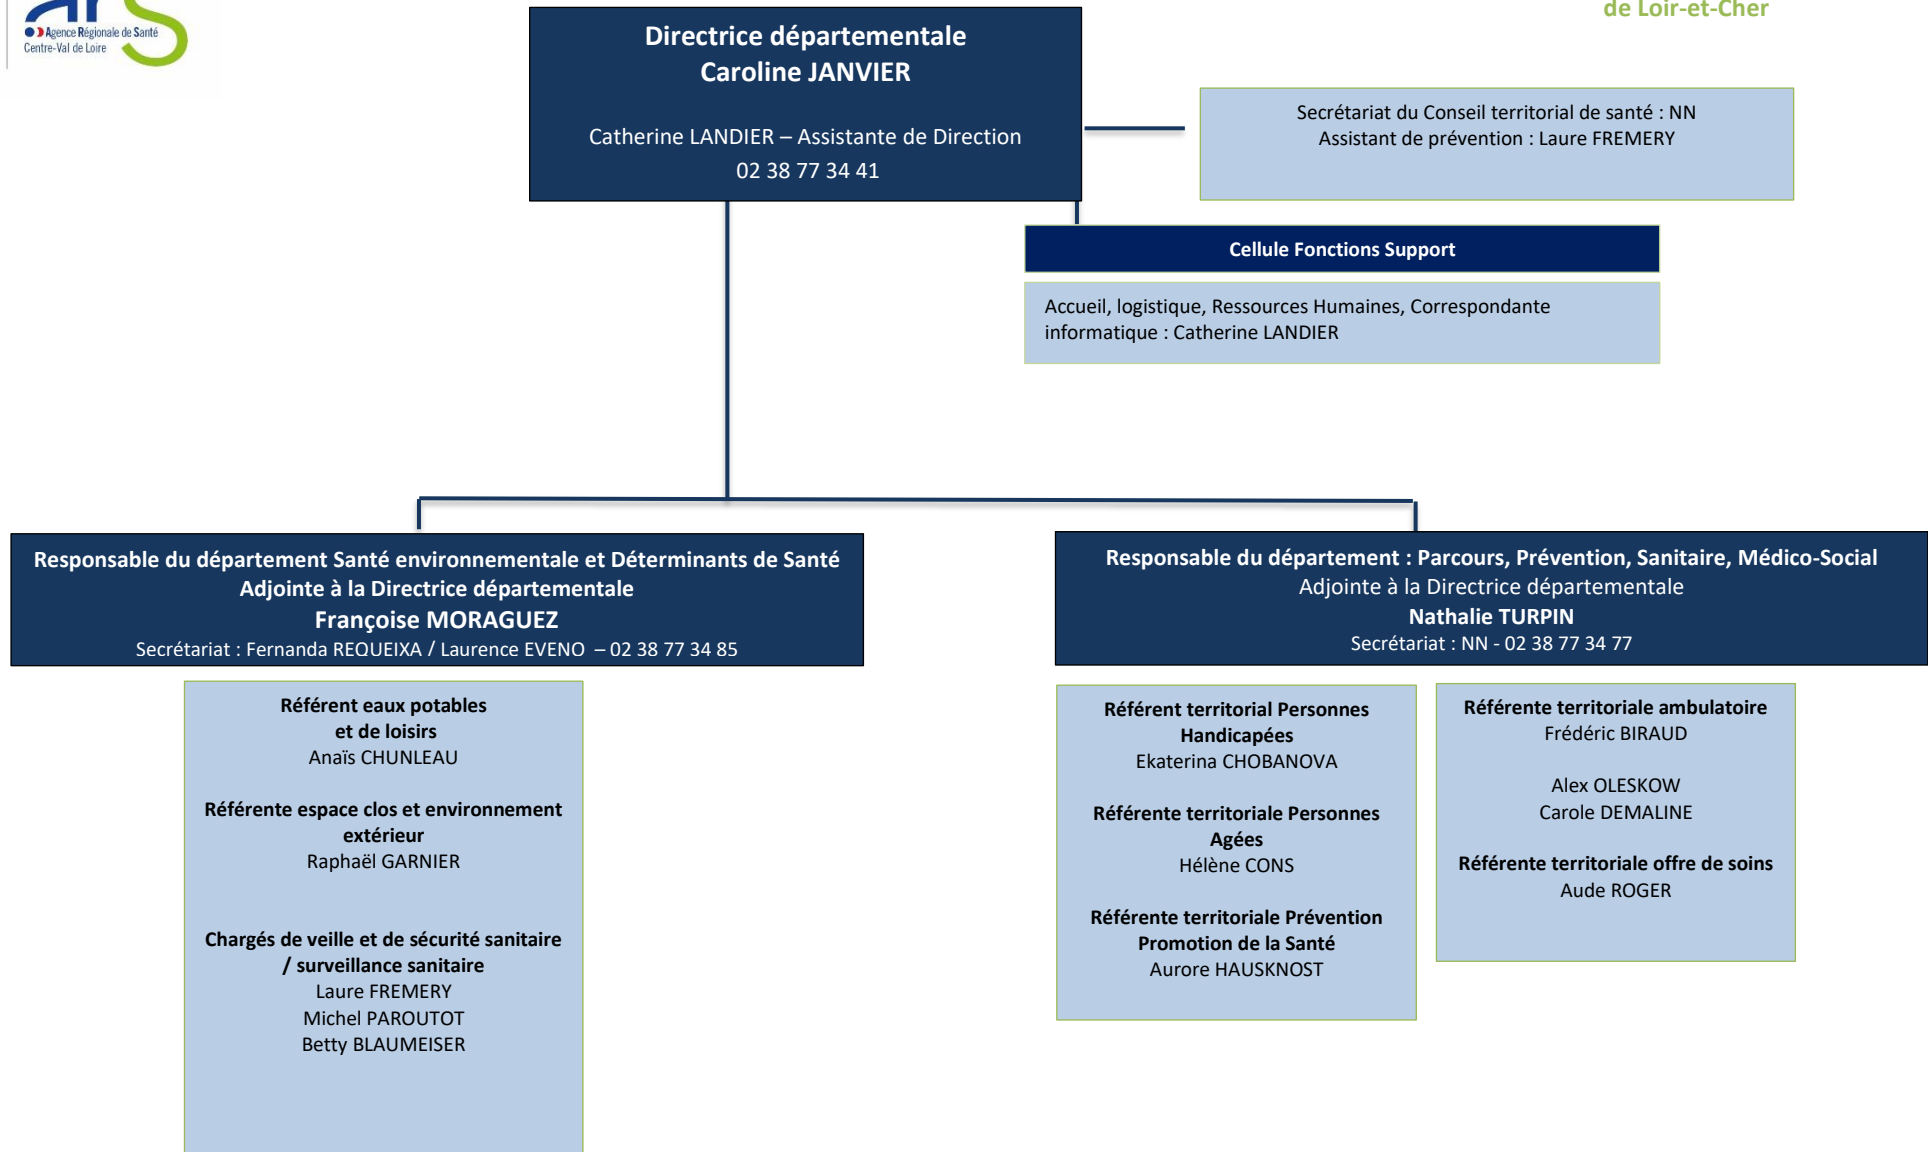 ars
Agence Régionale de Santé
Centre-Val de Loire
de Loir-et-Cher
Directrice départementale
Caroline JANVIER
Catherine LANDIER – Assistante de Direction
02 38 77 34 41
Secrétariat du Conseil territorial de santé : NN
Assistant de prévention : Laure FREMERY
Cellule Fonctions Support
Accueil, logistique, Ressources Humaines, Correspondante
informatique : Catherine LANDIER
Responsable du département Santé environnementale et Déterminants de Santé
Adjointe à la Directrice départementale
Françoise MORAGUEZ
Secrétariat : Fernanda REQUEIXA / Laurence EVENO – 02 38 77 34 85
Référent eaux potables
et de loisirs
Anaïs CHUNLEAU
Référente espace clos et environnement
extérieur
Raphaël GARNIER
Chargés de veille et de sécurité sanitaire
/ surveillance sanitaire
Laure FREMERY
Michel PAROUTOT
Betty BLAUMEISER
Responsable du département : Parcours, Prévention, Sanitaire, Médico-Social
Adjointe à la Directrice départementale
Nathalie TURPIN
Secrétariat : NN - 02 38 77 34 77
Référent territorial Personnes
Handicapées
Ekaterina CHOBANOVA
Référente territoriale Personnes
Agées
Hélène CONS
Référente territoriale Prévention
Promotion de la Santé
Aurore HAUSKNOST
Référente territoriale ambulatoire
Frédéric BIRAUD
Alex OLESKOW
Carole DEMALINE
Référente territoriale offre de soins
Aude ROGER